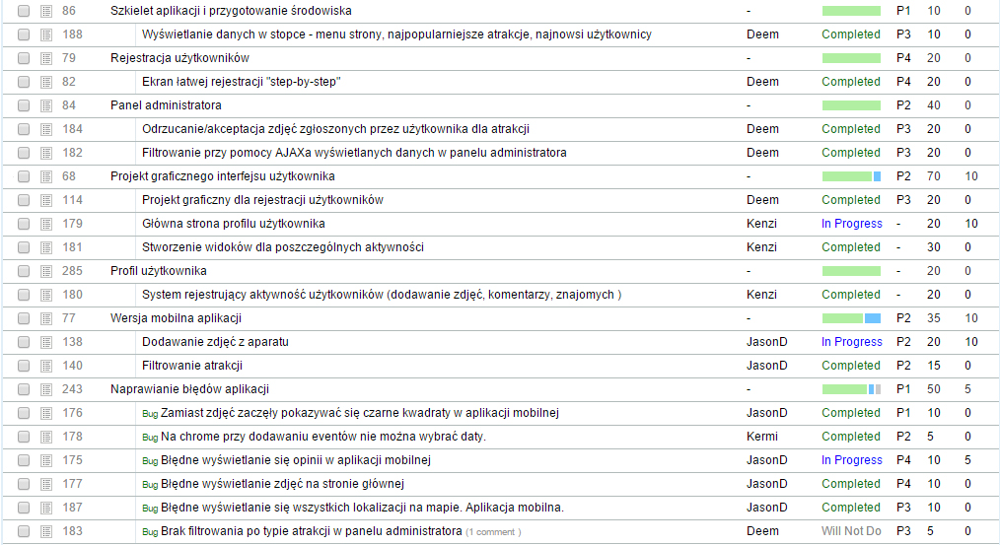 86 Szkielet aplikacji i przygotowanie środowiska - P1 10 0
188 Wyświetlanie danych w stopce - menu strony, najpopularniejsze atrakcje, najnowsi użytkownicy Deem Completed P3 10 0
79 Rejestracja użytkowników - P4 20 0
82 Ekran łatwej rejestracji "step-by-step" Deem Completed P4 20 0
84 Panel administratora - P2 40 0
184 Odrzucanie/akceptacja zdjęć zgłoszonych przez użytkownika dla atrakcji Deem Completed P3 20 0
182 Filtrowanie przy pomocy AJAXa wyświetlanych danych w panelu administratora Deem Completed P3 20 0
68 Projekt graficznego interfejsu użytkownika - P2 70 10
114 Projekt graficzny dla rejestracji użytkowników Deem Completed P3 20 0
179 Główna strona profilu użytkownika Kenzi In Progress - 20 10
181 Stworzenie widoków dla poszczególnych aktywności Kenzi Completed - 30 0
285 Profil użytkownika - - 20 0
180 System rejestrujący aktywność użytkowników (dodawanie zdjęć, komentarzy, znajomych ) Kenzi Completed - 20 0
77 Wersja mobilna aplikacji - P2 35 10
138 Dodawanie zdjęć z aparatu JasonD In Progress P2 20 10
140 Filtrowanie atrakcji JasonD Completed P2 15 0
243 Naprawianie błędów aplikacji - P1 50 5
176 Bug Zamiast zdjęć zaczęły pokazywać się czarne kwadraty w aplikacji mobilnej JasonD Completed P1 10 0
178 Bug Na chrome przy dodawaniu eventów nie można wybrać daty. Kermi Completed P2 5 0
175 Bug Błędne wyświetlanie się opinii w aplikacji mobilnej JasonD In Progress P4 10 5
177 Bug Błędne wyświetlanie zdjęć na stronie głównej JasonD Completed P4 10 0
187 Bug Błędne wyświetlanie się wszystkich lokalizacji na mapie. Aplikacja mobilna. JasonD Completed P3 10 0
183 Bug Brak filtrowania po typie atrakcji w panelu administratora (1 comment ) Deem Will Not Do P3 5 0